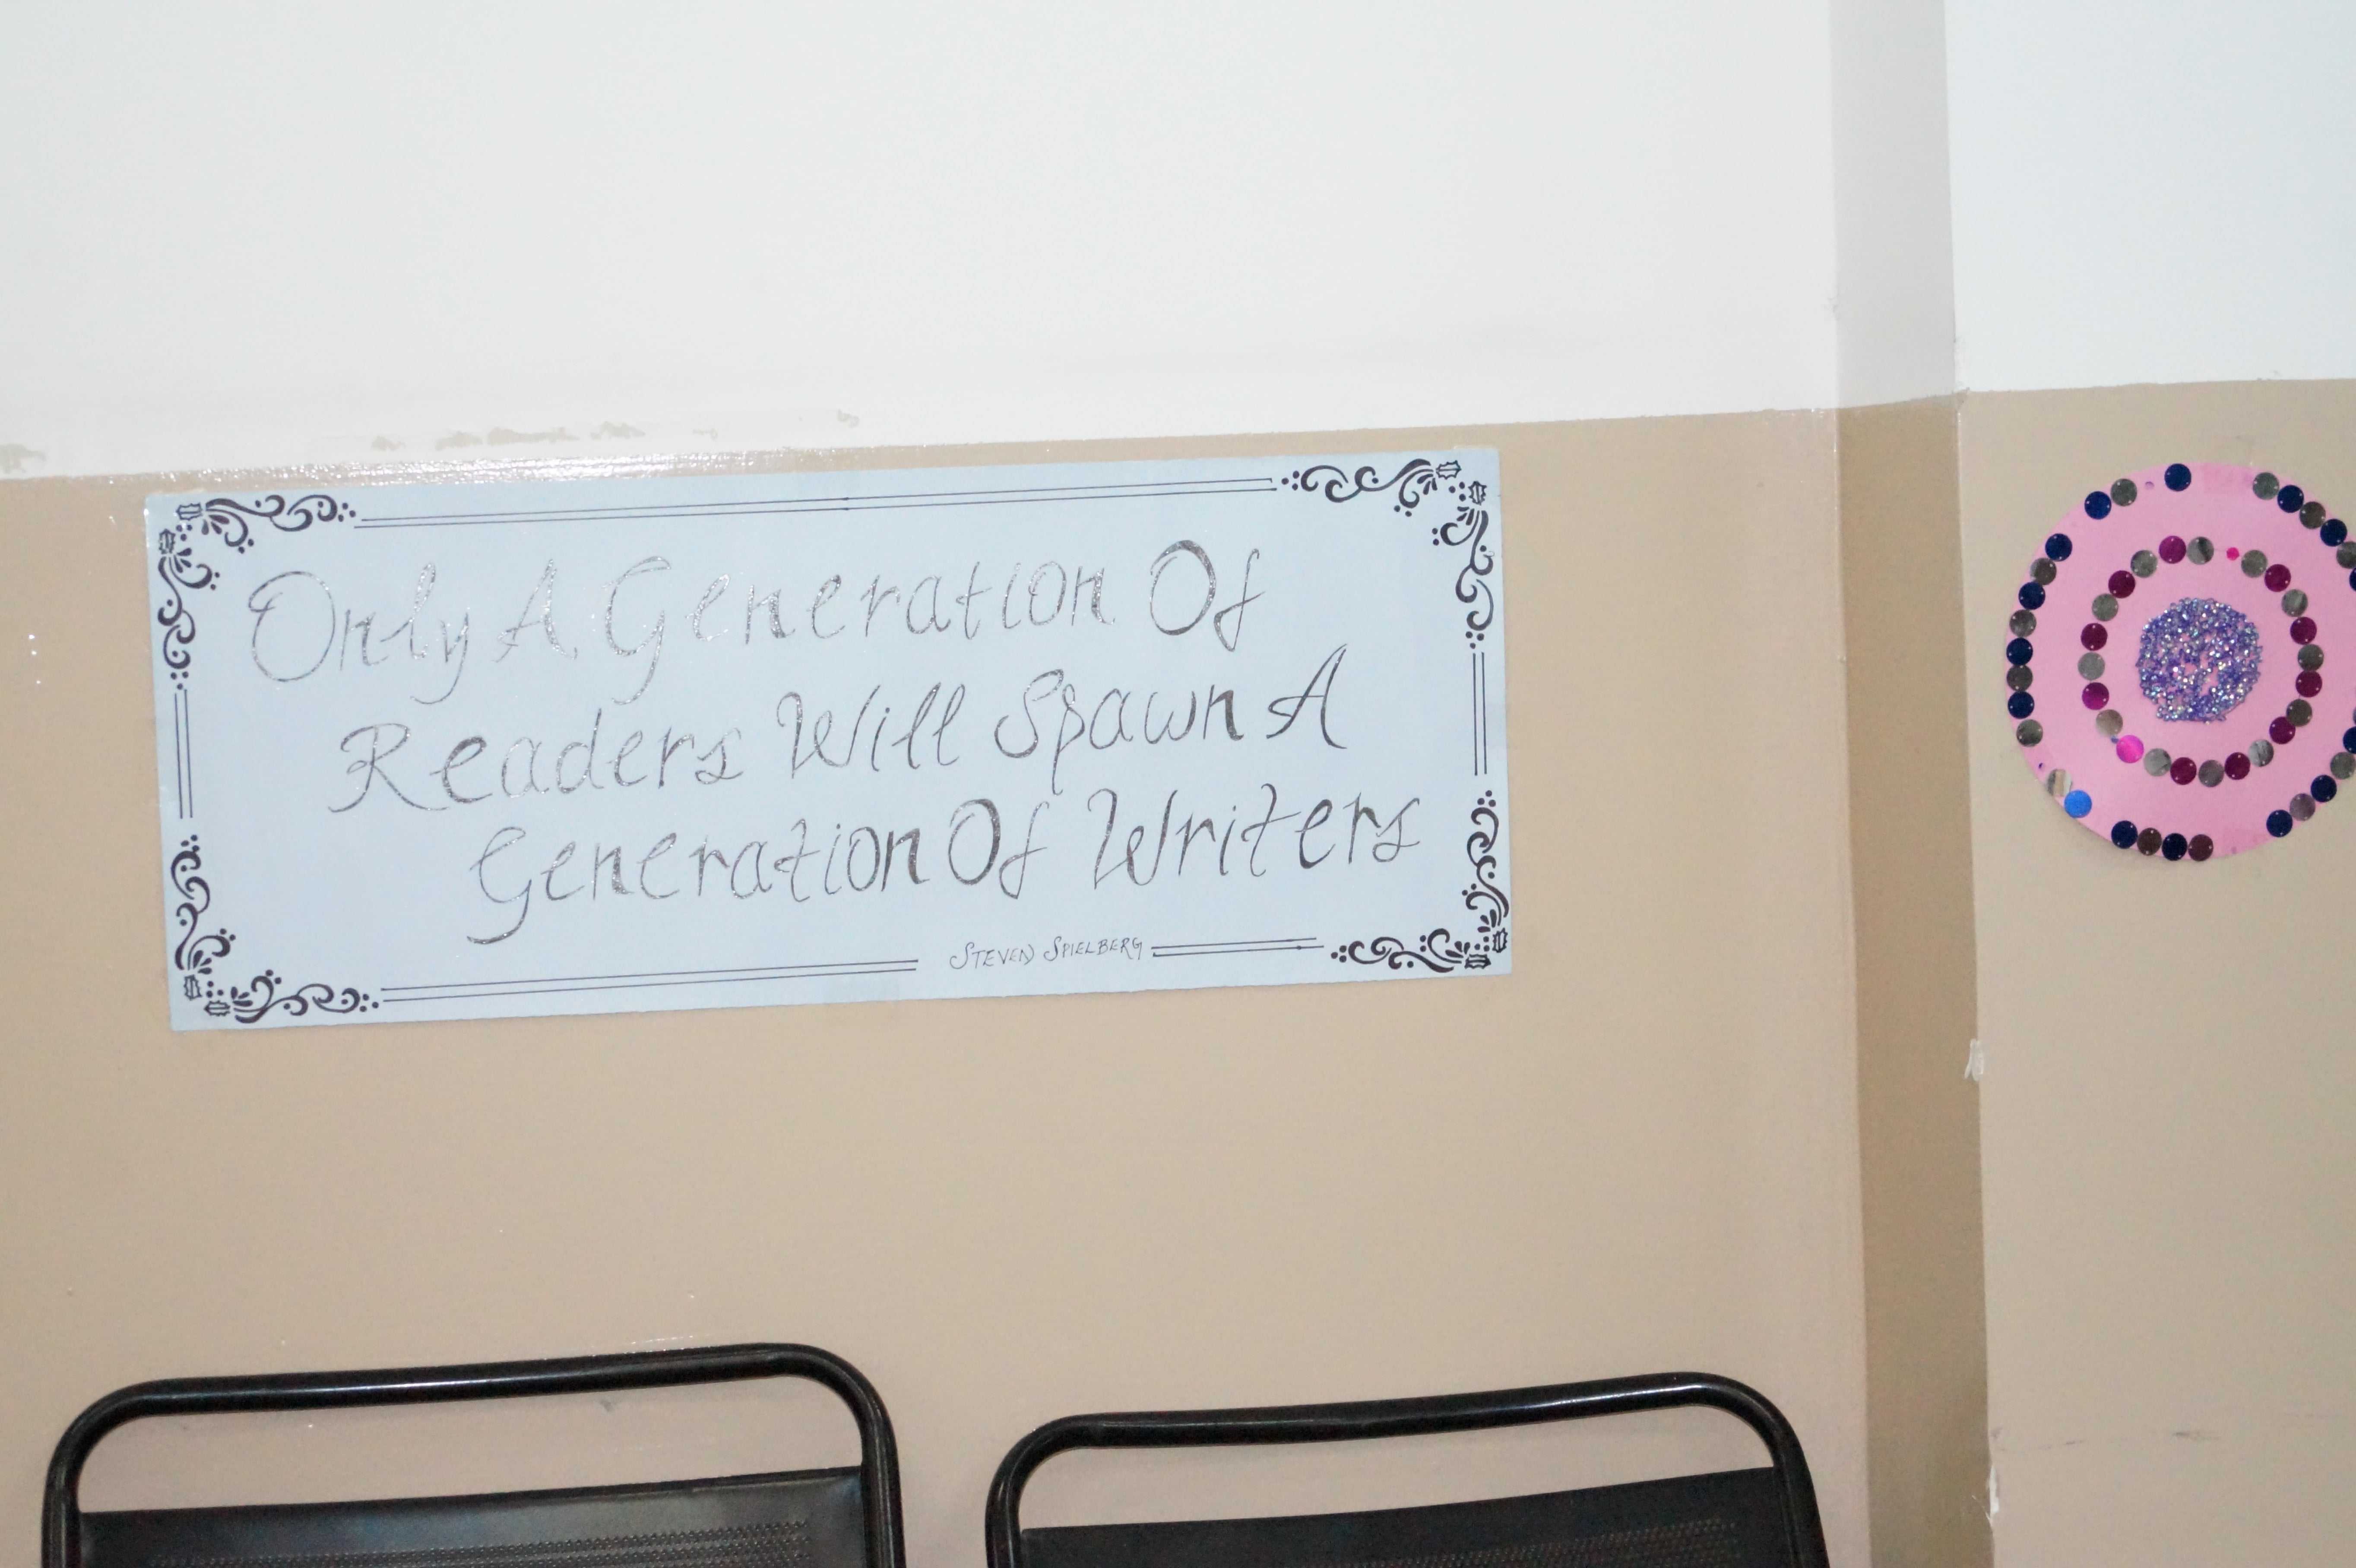 Only A Generation Of
Readers Will Spawn A
Generation Of Writers
STEVEN SPIELBERG